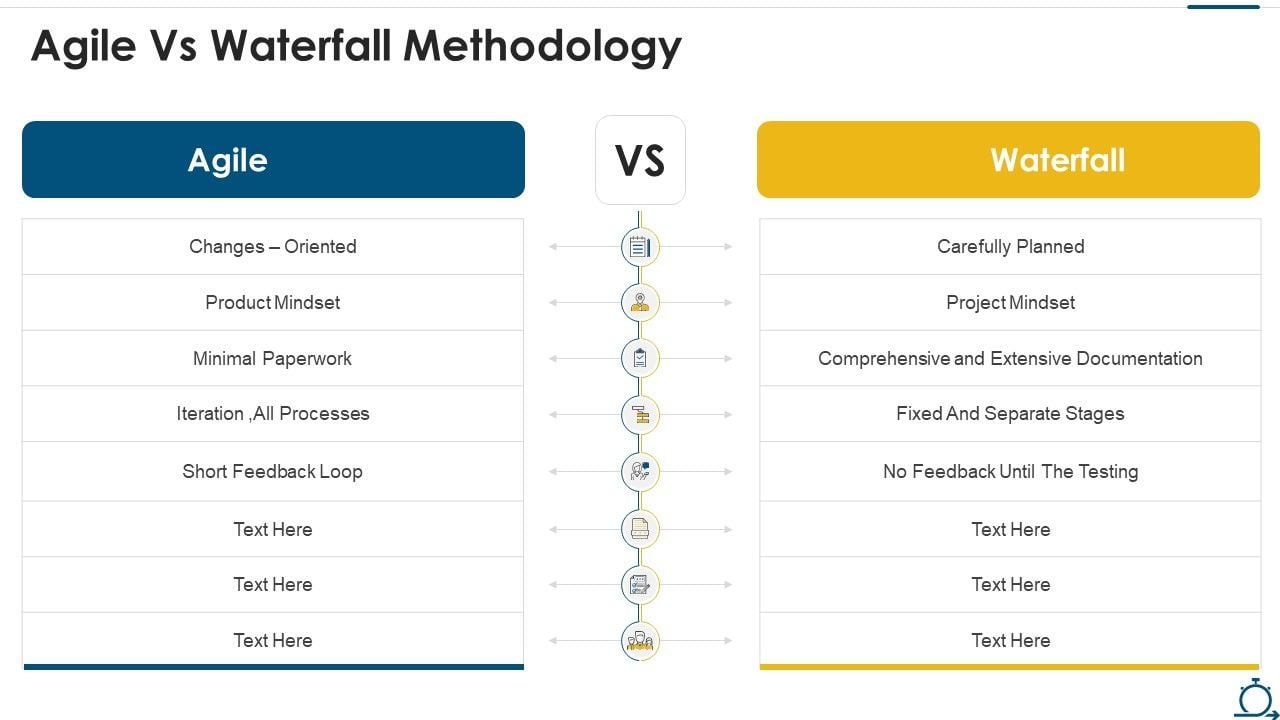 Agile Vs Waterfall Methodology
Agile
VS
Waterfall
Changes – Oriented
Carefully Planned
Product Mindset
Project Mindset
Minimal Paperwork
Comprehensive and Extensive Documentation
Iteration ,All Processes
Fixed And Separate Stages
Short Feedback Loop
No Feedback Until The Testing
Text Here
Text Here
Text Here
Text Here
Text Here
Text Here